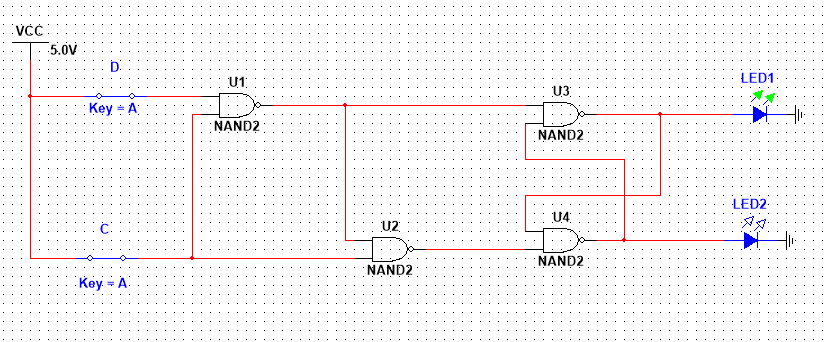 VCC
5.0V
D
Key = A
U1
NAND2
U3
NAND2
LED1
C
Key = A
U2
NAND2
U4
NAND2
LED2